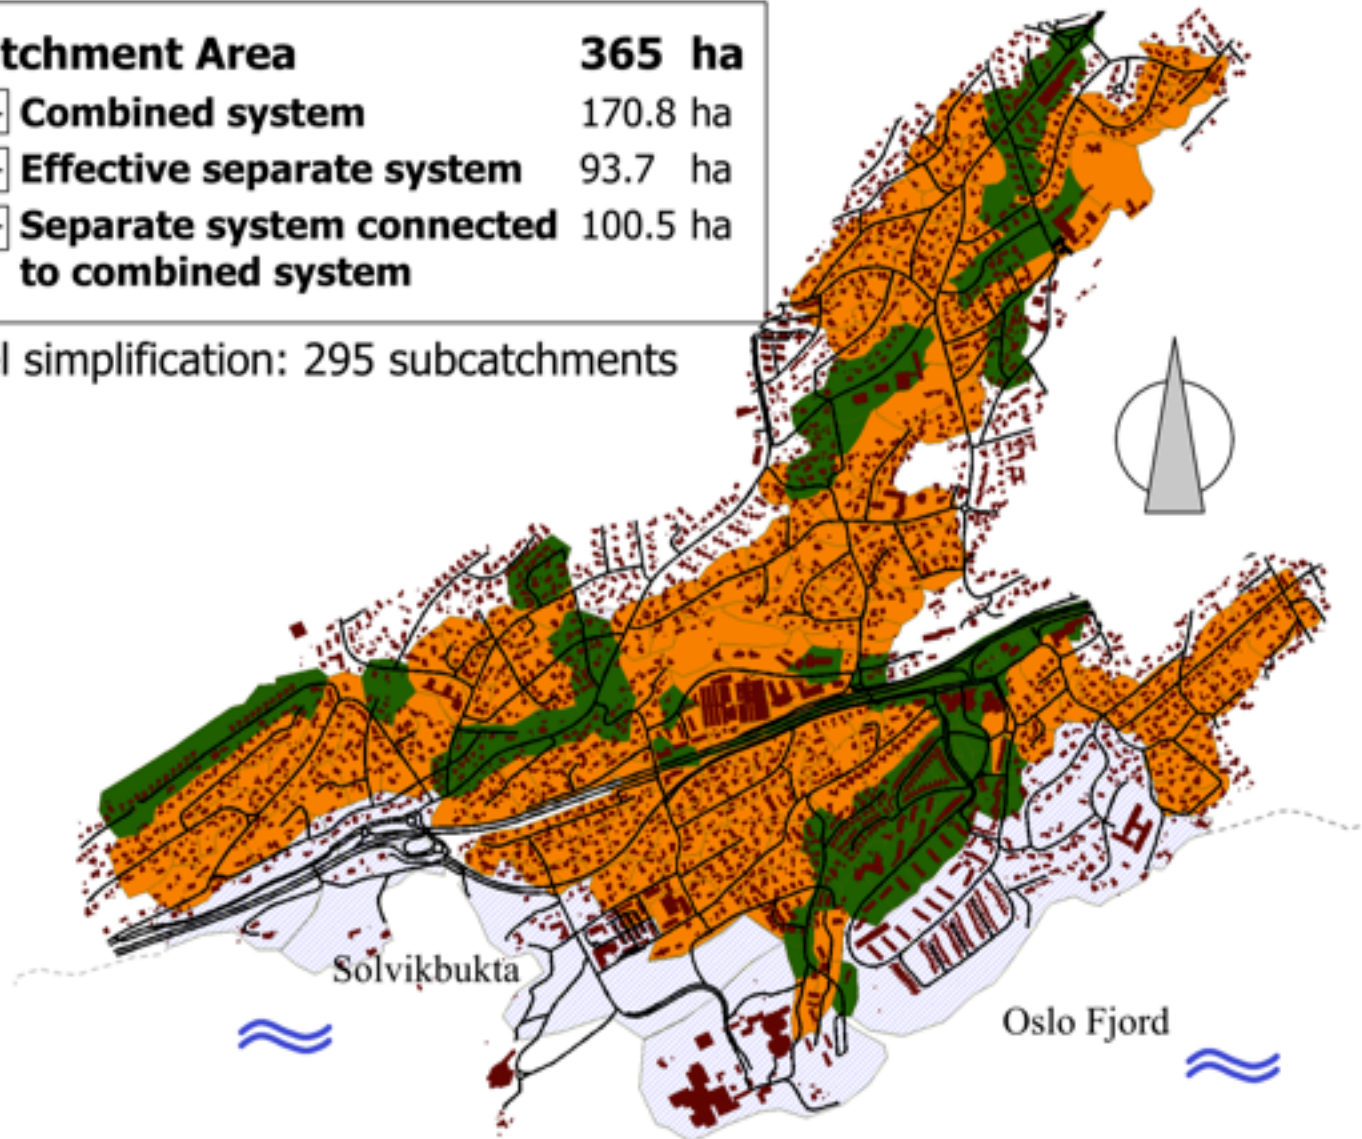 tchment Area 365 ha
Combined system 170.8 ha
Effective separate system 93.7 ha
Separate system connected 100.5 ha
to combined system
l simplification: 295 subcatchments
Solvikbukta
Oslo Fjord